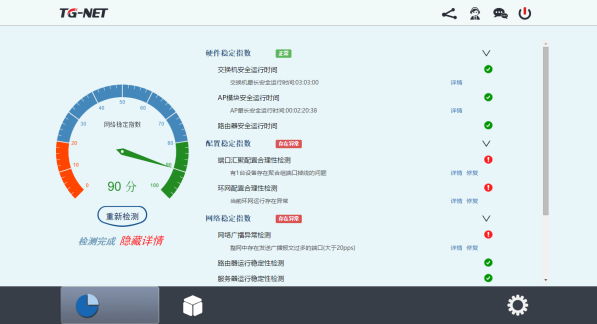 TG-NET
硬件稳定指数 正常
交换机安全运行时间
交换机最长安全运行时间:03:03:00 详情
AP模块安全运行时间
AP最长安全运行时间:00:02:20:38 详情
路由器安全运行时间
配置稳定指数 存在异常
端口汇聚配置合理性检测
有1台设备存在聚合组端口掉线的问题 详情 修复
环网配置合理性检测
当前环网运行存在异常 详情 修复
网络稳定指数 存在异常
网络广播异常检测
整网中存在发送广播报文过多的端口(大于20pps) 详情 修复
路由器运行稳定性检测
服务器运行稳定性检测
0
10
20
30
40
50
60
70
80
90
100
网络稳定指数
90 分
重新检测
检测完成 隐藏详情